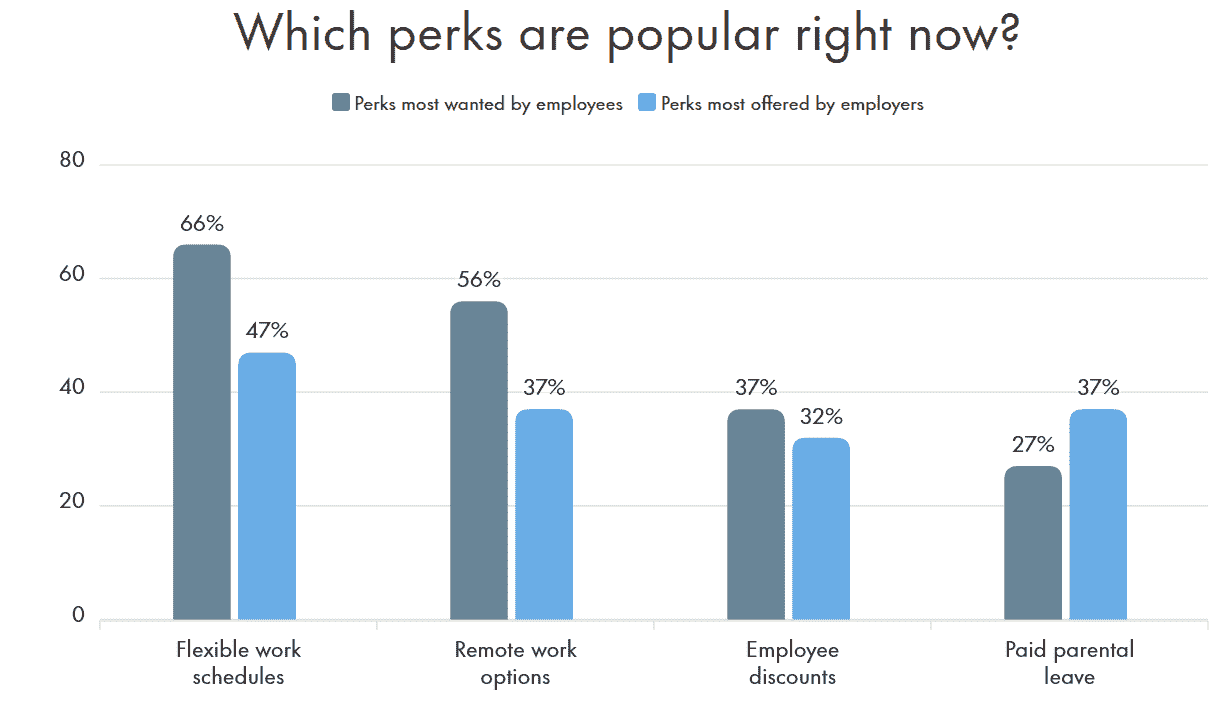 Which perks are popular right now?
Perks most wanted by employees Perks most offered by employers
80
60
40
20
0
66%
47%
56%
37%
37%
32%
27%
37%
Flexible work
schedules
Remote work
options
Employee
discounts
Paid parental
leave